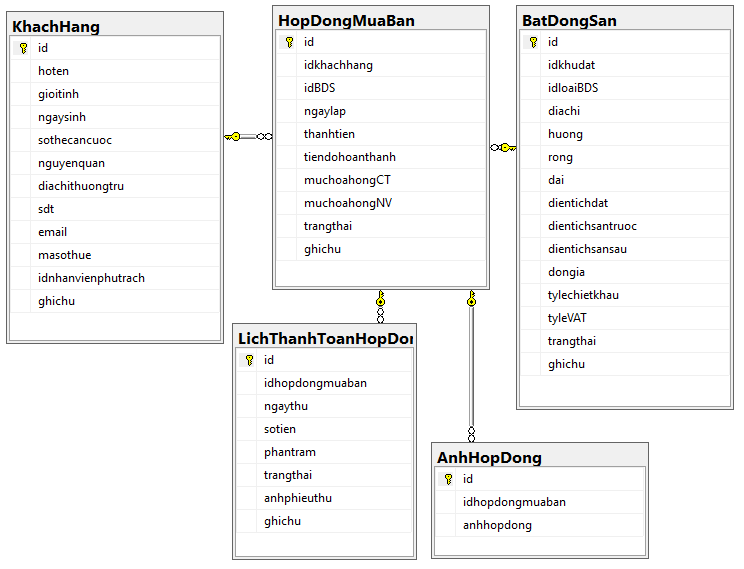 KhachHang
id
hoten
gioitinh
ngaysinh
sothecancuoc
nguyenquan
diachithuongtru
sdt
email
masothue
idnhanvienphutrach
ghichu
HopDongMuaBan
id
idkhachhang
idBDS
ngaylap
thanhtien
tiendohoanthanh
muchoahongCT
muchoahongNV
trangthai
ghichu
BatDongSan
id
idkhudat
idloaiBDS
diachi
huong
rong
dai
dientichdat
dientichsantruoc
dientichsansau
dongia
tylechietkhau
tyleVAT
trangthai
ghichu
LichThanhToanHopDon
id
idhopdongmuaban
ngaythu
sotien
phantram
trangthai
anhphieuthu
ghichu
AnhHopDong
id
idhopdongmuaban
anhhopdong